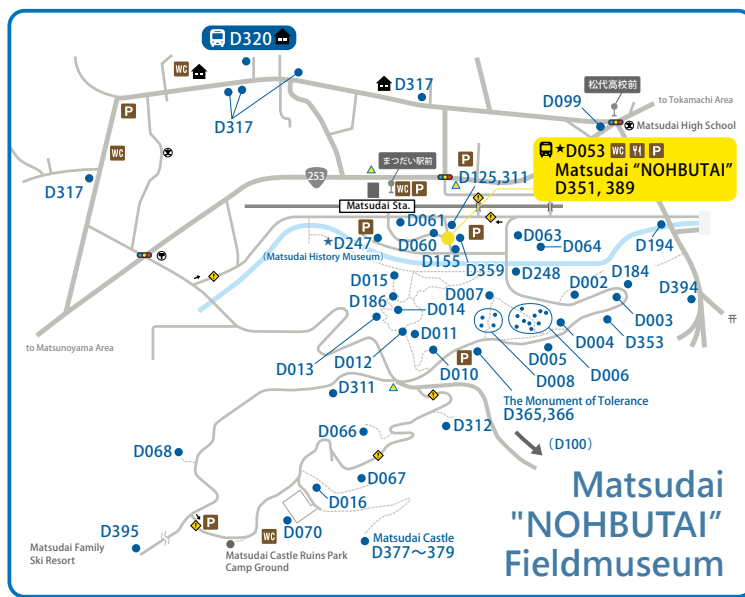 D320
WC
D317
松代高校前
P
D099
to Tokamachi Area
Matsudai High School
D317
WC
★D053 WC P
Matsudai “NOHBUTAI”
D351, 389
まつだい駅前
P
D125,311
D317
253
WC P
Matsudai Sta.
D061
P
D063
D194
★D247
(Matsudai History Museum)
P
D060
D064
D155
D359
D248
D015
D184
D186
D007
D002
D394
D014
D003
D011
D004
D353
to Matsunoyama Area
D012
D013
D010
P
D005
D008
D006
D311
The Monument of Tolerance
D365,366
D066
D312
(D100)
D068
D067
D016
P
D395
WC
D070
Matsudai Family
Ski Resort
Matsudai Castle Ruins Park
Camp Ground
Matsudai Castle
D377〜379
Matsudai
"NOHBUTAI”
Fieldmuseum